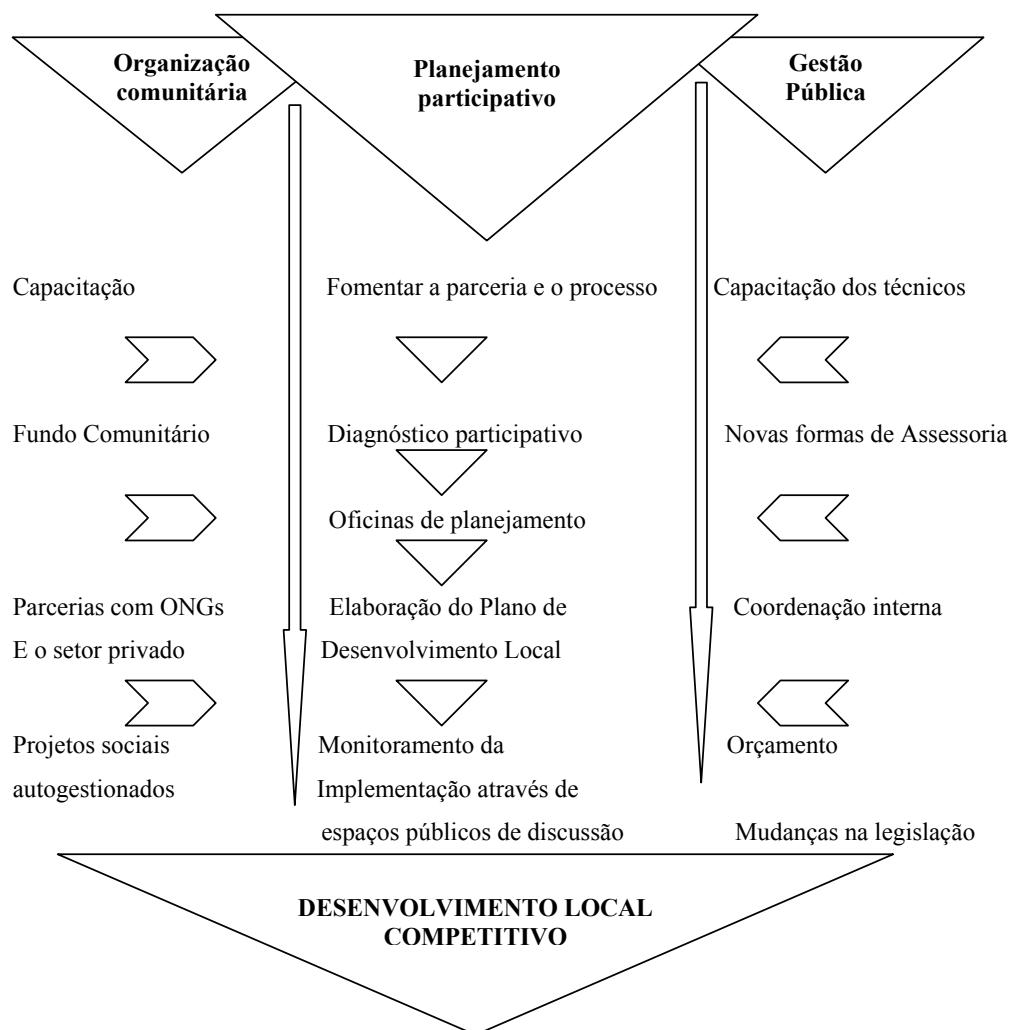 Organização
comunitária
Planejamento
participativo
Gestão
Pública
Capacitação
Fomentar a parceria e o processo
Capacitação dos técnicos
Fundo Comunitário
Diagnóstico participativo
Novas formas de Assessoria
Oficinas de planejamento
Parcerias com ONGs
E o setor privado
Elaboração do Plano de
Desenvolvimento Local
Coordenação interna
Projetos sociais
autogestionados
Monitoramento da
Implementação através de
espaços públicos de discussão
Orçamento
Mudanças na legislação
DESENVOLVIMENTO LOCAL
COMPETITIVO